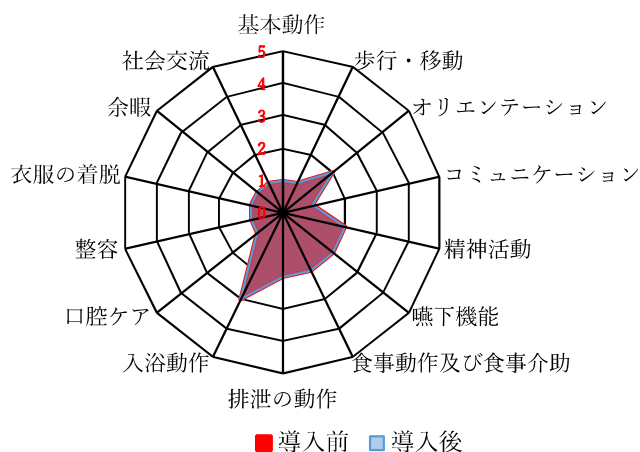 基本動作
歩行・移動
オリエンテーション
コミュニケーション
精神活動
嚥下機能
食事動作及び食事介助
排泄の動作
入浴動作
口腔ケア
整容
衣服の着脱
余暇
社会交流
5
4
3
2
1
0
導入前 導入後